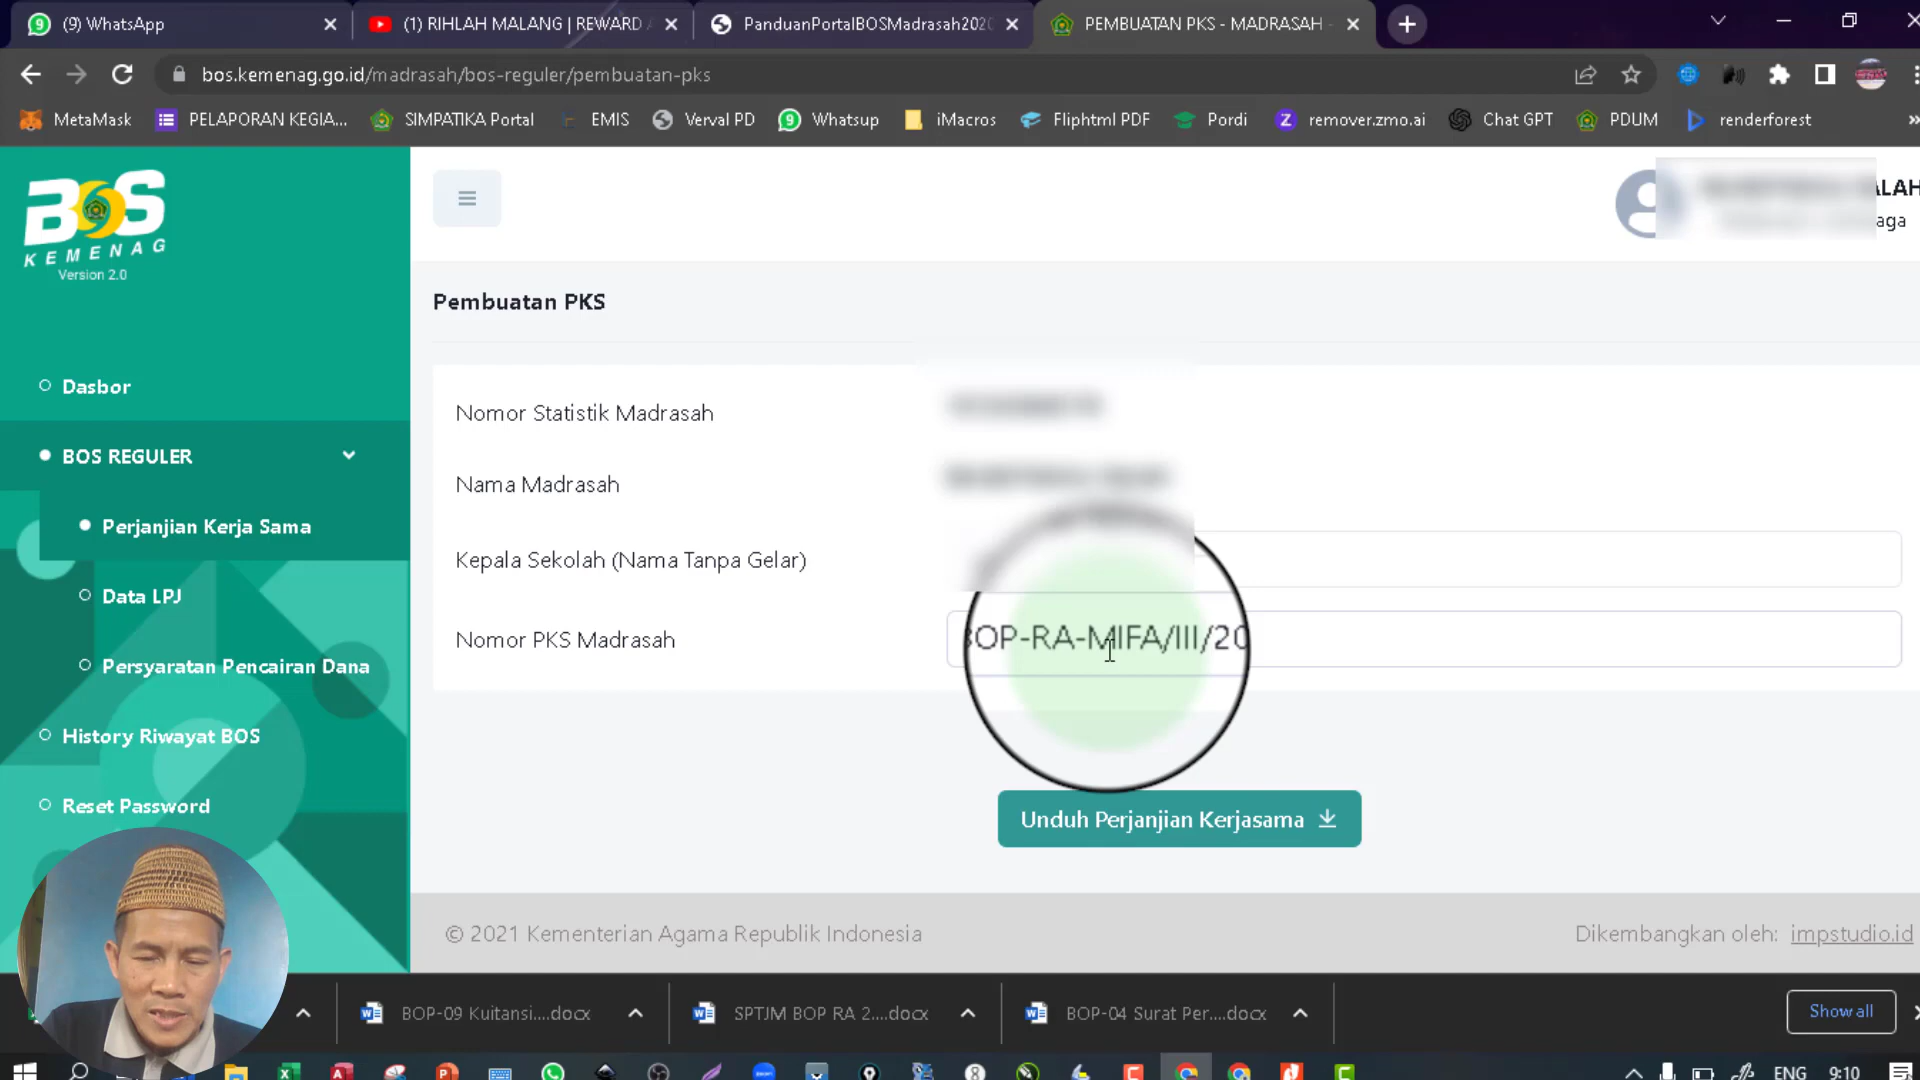 (9) WhatsApp
(1) RIHLAH MALANG | REWARD
PanduanPortalBOSMadrasah202
PEMBUATAN PKS - MADRASAH -
bos.kemenag.go.id/madrasah/bos-reguler/pembuatan-pks
MetaMask
PELAPORAN KEGIA...
SIMPATIKA Portal
EMIS
Verval PD
Whatsup
iMacros
Fliphtml PDF
Pordi
remover.zmo.ai
Chat GPT
PDUM
renderforest
BOS
KEMENAG
Version 2.0
ALAH
aga
Pembuatan PKS
Dasbor
BOS REGULER
Perjanjian Kerja Sama
Data LPJ
Persyaratan Pencairan Dana
History Riwayat BOS
Reset Password
Nomor Statistik Madrasah
Nama Madrasah
Kepala Sekolah (Nama Tanpa Gelar)
Nomor PKS Madrasah
BOP-RA-MIFA/III/20
Unduh Perjanjian Kerjasama
© 2021 Kementerian Agama Republik Indonesia
Dikembangkan oleh: impstudio.id
BOP-09 Kuitansi....docx
SPTJM BOP RA 2....docx
BOP-04 Surat Per....docx
Show all
ENG
9:10